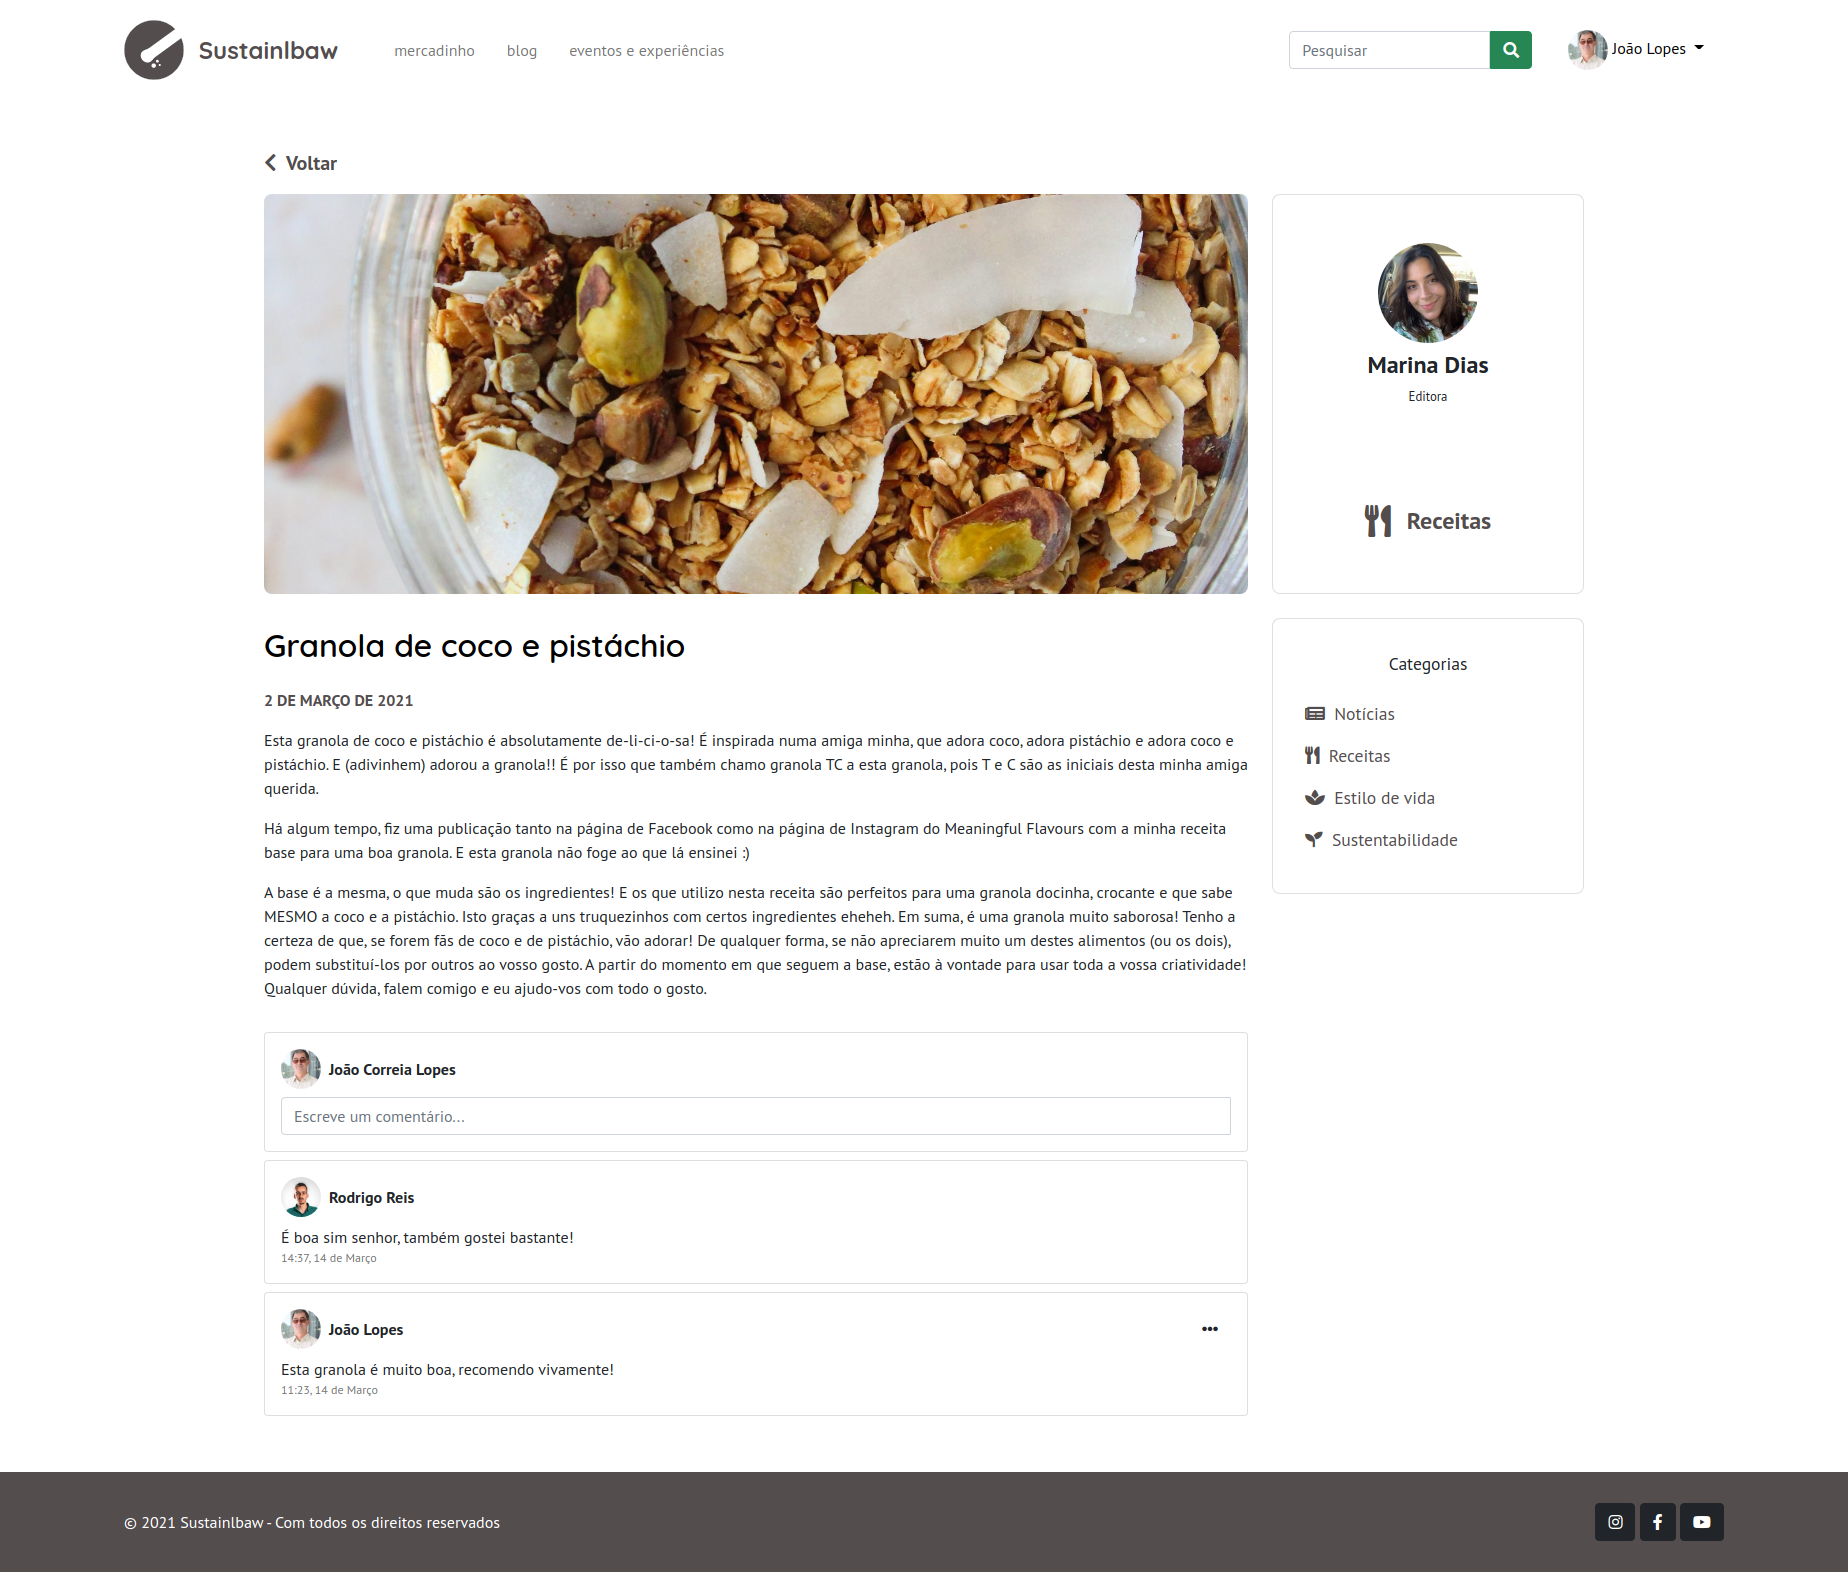 Sustainlbaw
mercadinho
blog
eventos e experiências
Pesquisar
João Lopes
Voltar
Marina Dias
Editora
Receitas
Granola de coco e pistáchio
2 DE MARÇO DE 2021
Esta granola de coco e pistáchio é absolutamente de-li-ci-o-sa! É inspirada numa amiga minha, que adora coco, adora pistáchio e adora coco e
pistáchio. E (adivinhem) adorou a granola!! É por isso que também chamo granola TC a esta granola, pois T e C são as iniciais desta minha amiga
querida.
Há algum tempo, fiz uma publicação tanto na página de Facebook como na página de Instagram do Meaningful Flavours com a minha receita
base para uma boa granola. E esta granola não foge ao que lá ensinei :)
A base é a mesma, o que muda são os ingredientes! E os que utilizo nesta receita são perfeitos para uma granola docinha, crocante e que sabe
MESMO a coco e a pistáchio. Isto graças a uns truquezinhos com certos ingredientes eheheh. Em suma, é uma granola muito saborosa! Tenho a
certeza de que, se forem fãs de coco e de pistáchio, vão adorar! De qualquer forma, se não apreciarem muito um destes alimentos (ou os dois),
podem substituí-los por outros ao vosso gosto. A partir do momento em que seguem a base, estão à vontade para usar toda a vossa criatividade!
Qualquer dúvida, falem comigo e eu ajudo-vos com todo o gosto.
Categorias
Notícias
Receitas
Estilo de vida
Sustentabilidade
João Correia Lopes
Escreve um comentário...
Rodrigo Reis
É boa sim senhor, também gostei bastante!
14:37, 14 de Março
João Lopes
Esta granola é muito boa, recomendo vivamente!
11:23, 14 de Março
© 2021 Sustainlbaw - Com todos os direitos reservados